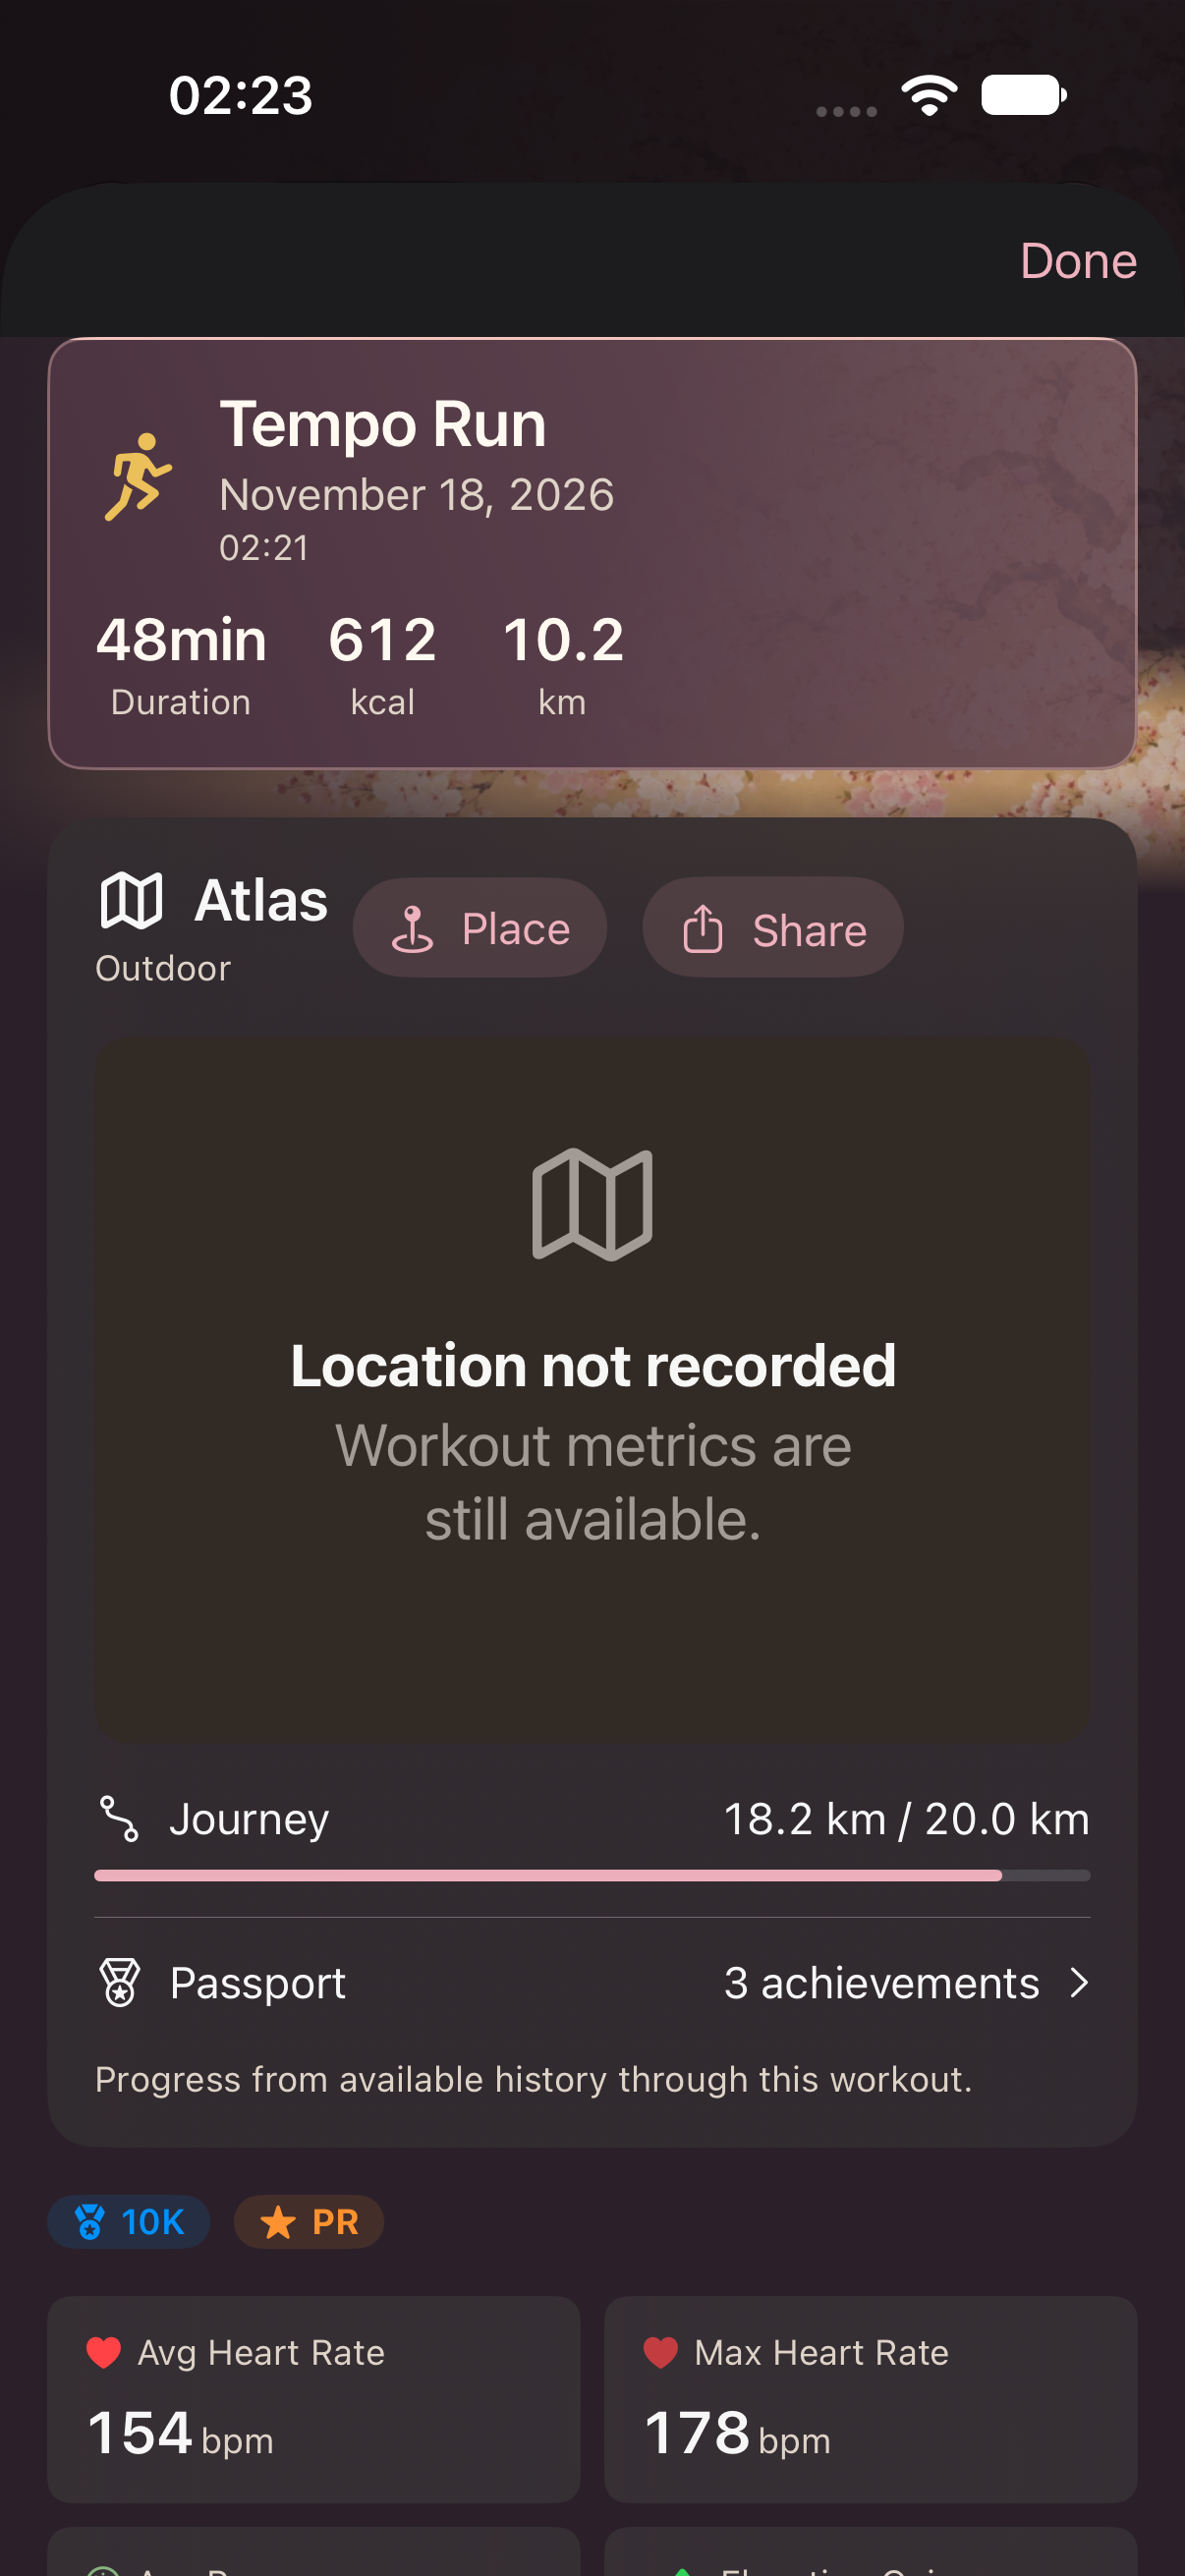 02:23
Done
Tempo Run
November 18, 2026
02:21
48min 612 10.2
Duration kcal km
Atlas
Outdoor
Place
Share
Location not recorded
Workout metrics are
still available.
Journey 18.2 km / 20.0 km
Passport 3 achievements
Progress from available history through this workout.
10K PR
Avg Heart Rate
154 bpm
Max Heart Rate
178 bpm